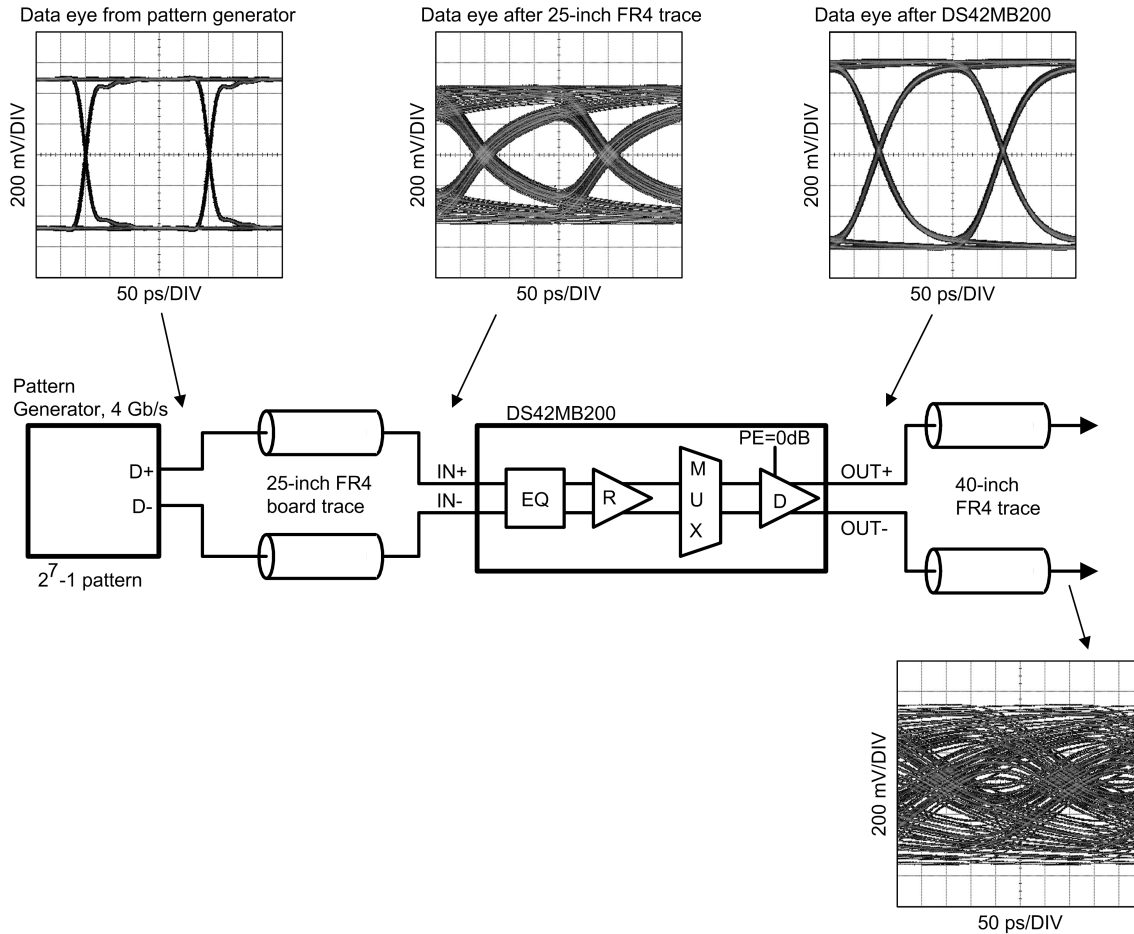 Data eye from pattern generator
Data eye after 25-inch FR4 trace
Data eye after DS42MB200
200 mV/DIV
200 mV/DIV
200 mV/DIV
50 ps/DIV
50 ps/DIV
50 ps/DIV
Pattern
Generator, 4 Gb/s
D+
D-
2⁷-1 pattern
25-inch FR4
board trace
IN+
IN-
DS42MB200
EQ
R
M
U
X
PE=0dB
D
OUT+
OUT-
40-inch
FR4 trace
200 mV/DIV
50 ps/DIV